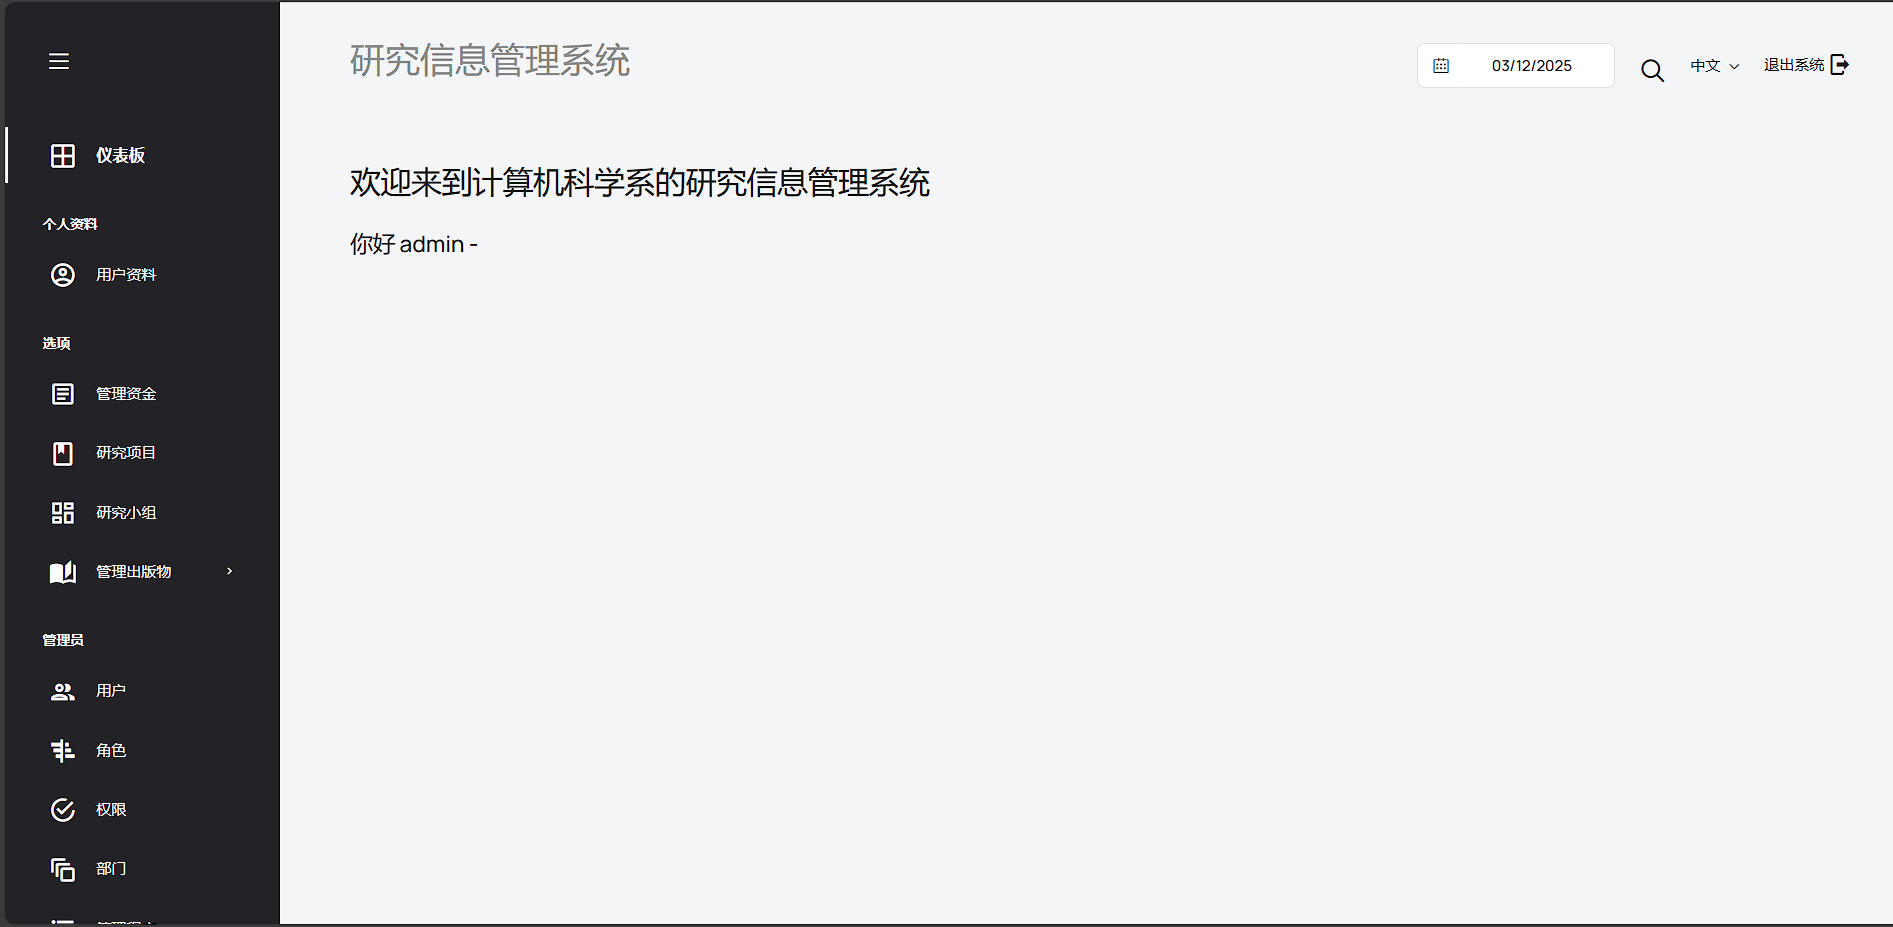 研究信息管理系统
03/12/2025
中文
退出系统
仪表板
欢迎来到计算机科学系的研究信息管理系统
个人资料
你好 admin -
用户资料
选项
管理资金
研究项目
研究小组
管理出版物
管理员
用户
角色
权限
部门